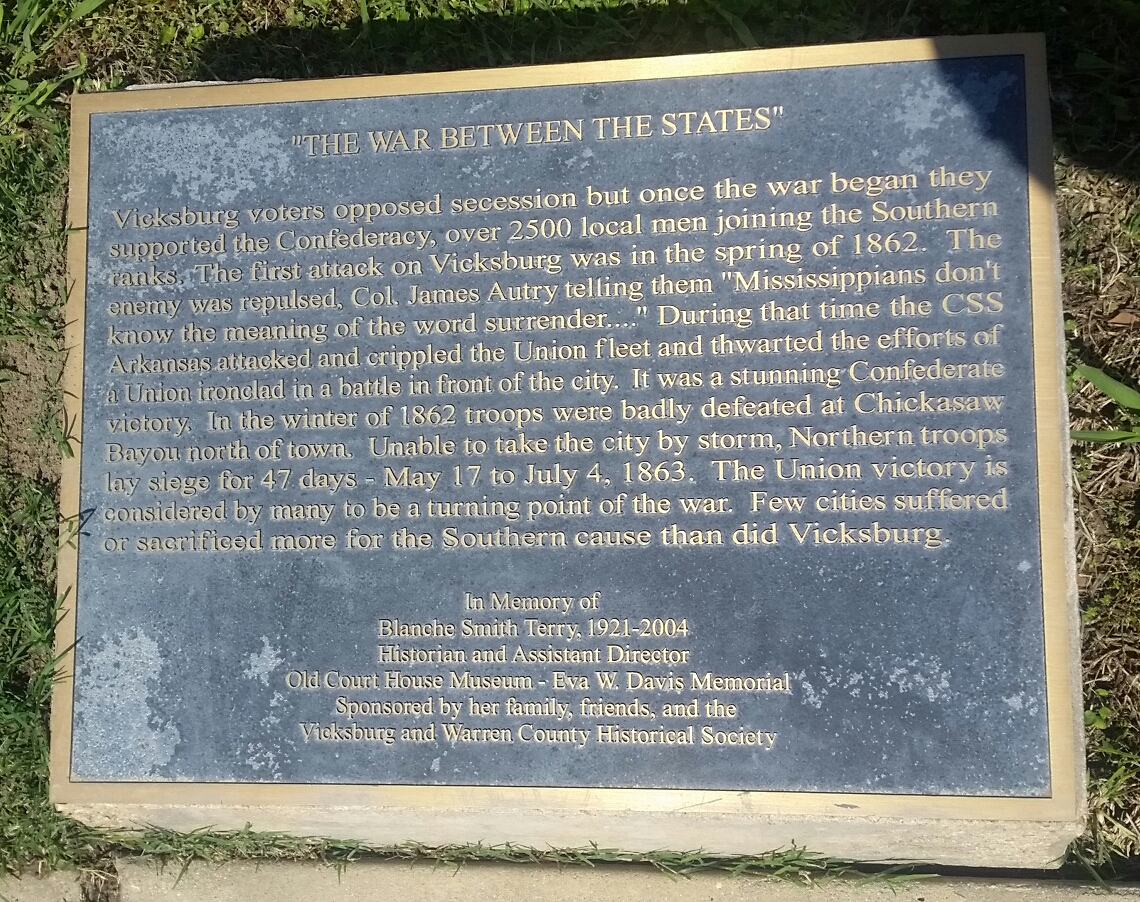 "THE WAR BETWEEN THE STATES"
Vicksburg voters opposed secession but once the war began they
supported the Confederacy, over 2500 local men joining the Southern
ranks. The first attack on Vicksburg was in the spring of 1862. The
enemy was repulsed, Col. James Autry telling them "Mississippians don't
know the meaning of the word surrender...." During that time the CSS
Arkansas attacked and crippled the Union fleet and thwarted the efforts of
a Union ironclad in a battle in front of the city. It was a stunning Confederate
victory. In the winter of 1862 troops were badly defeated at Chickasaw
Bayou north of town. Unable to take the city by storm, Northern troops
lay siege for 47 days - May 17 to July 4, 1863. The Union victory is
considered by many to be a turning point of the war. Few cities suffered
or sacrificed more for the Southern cause than did Vicksburg.
In Memory of
Blanche Smith Terry, 1921-2004
Historian and Assistant Director
Old Court House Museum - Eva W. Davis Memorial
Sponsored by her family, friends, and the
Vicksburg and Warren County Historical Society